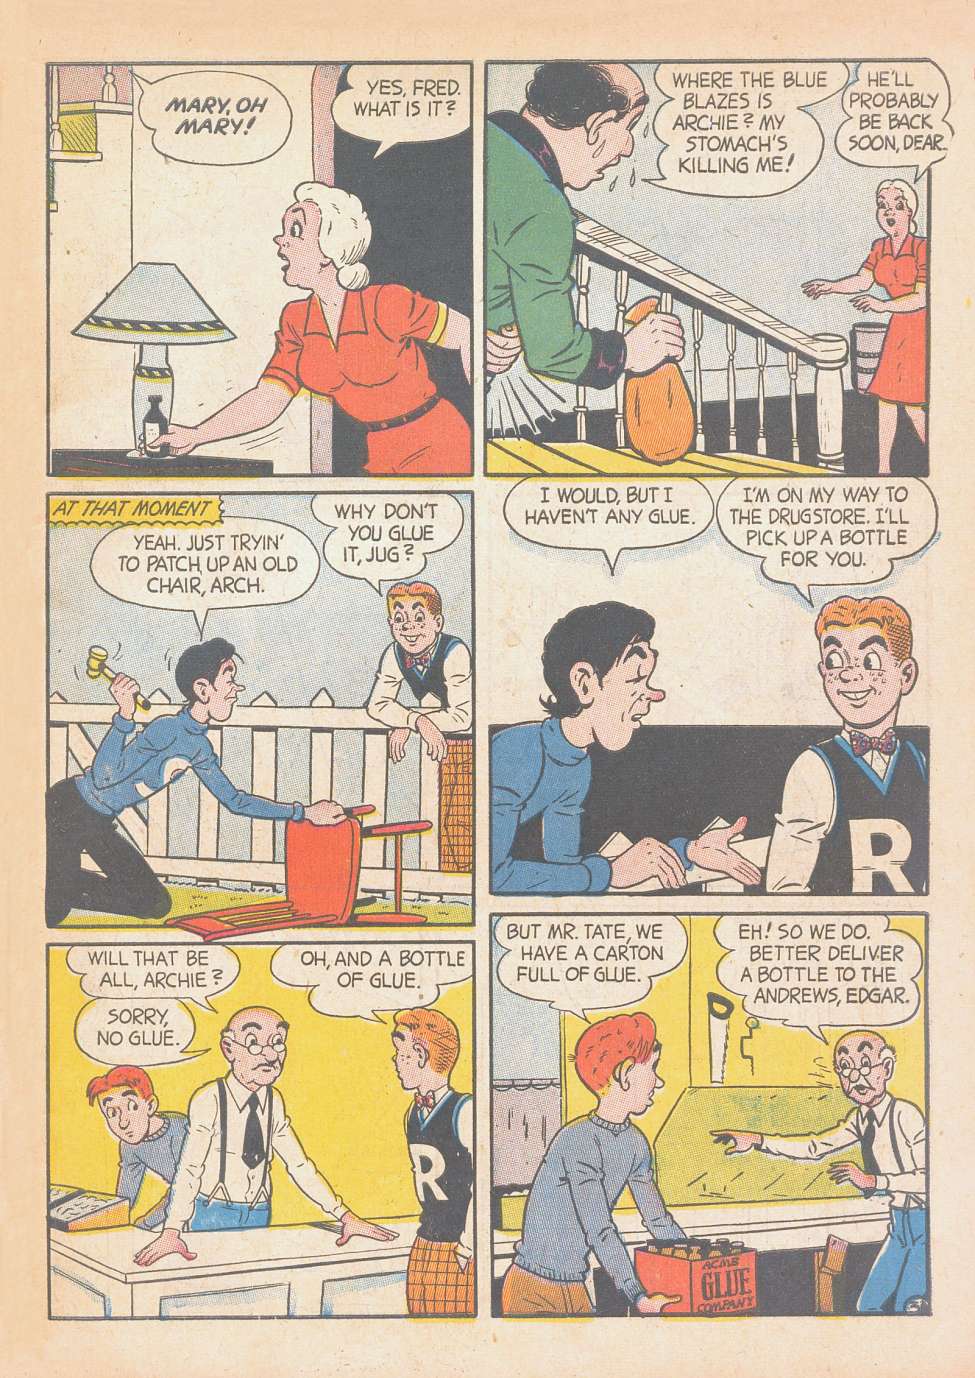 MARY, OH
MARY!
YES, FRED.
WHAT IS IT?
WHERE THE BLUE
BLAZES IS
ARCHIE? MY
STOMACH'S
KILLING ME!
HE'LL
PROBABLY
BE BACK
SOON, DEAR.
AT THAT MOMENT
YEAH. JUST TRYIN'
TO PATCH UP AN OLD
CHAIR, ARCH.
WHY DON'T
YOU GLUE
IT, JUG?
I WOULD, BUT I
HAVEN'T ANY GLUE.
I'M ON MY WAY TO
THE DRUGSTORE. I'LL
PICK UP A BOTTLE
FOR YOU.
R
WILL THAT BE
ALL, ARCHIE?
OH, AND A BOTTLE
OF GLUE.
SORRY,
NO GLUE.
R
BUT MR. TATE, WE
HAVE A CARTON
FULL OF GLUE.
EH! SO WE DO.
BETTER DELIVER
A BOTTLE TO THE
ANDREWS, EDGAR.
ACME
GLUE
COMPANY